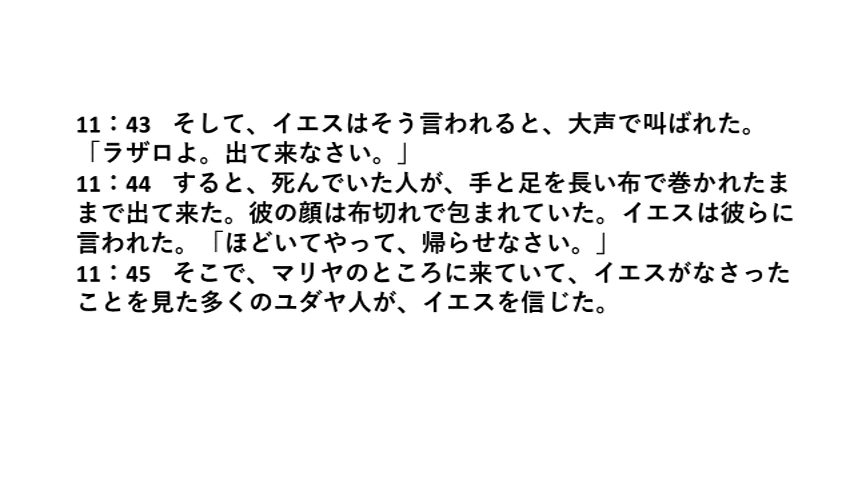 11：43　そして、イエスはそう言われると、大声で叫ばれた。
「ラザロよ。出て来なさい。」
11：44　すると、死んでいた人が、手と足を長い布で巻かれたま
まで出て来た。彼の顔は布切れで包まれていた。イエスは彼らに
言われた。「ほどいてやって、帰らせなさい。」
11：45　そこで、マリヤのところに来ていて、イエスがなさった
ことを見た多くのユダヤ人が、イエスを信じた。